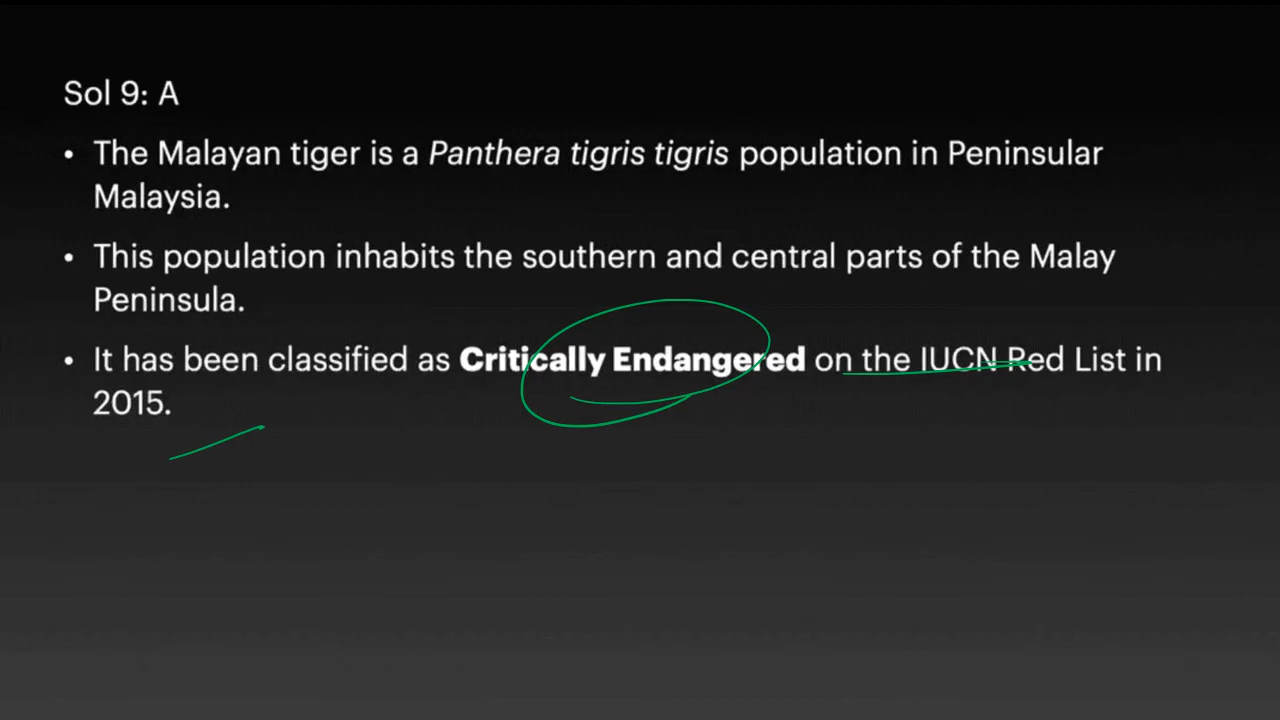 Sol 9: A
• The Malayan tiger is a Panthera tigris tigris population in Peninsular
Malaysia.
• This population inhabits the southern and central parts of the Malay
Peninsula.
• It has been classified as Critically Endangered on the IUCN Red List in
2015.